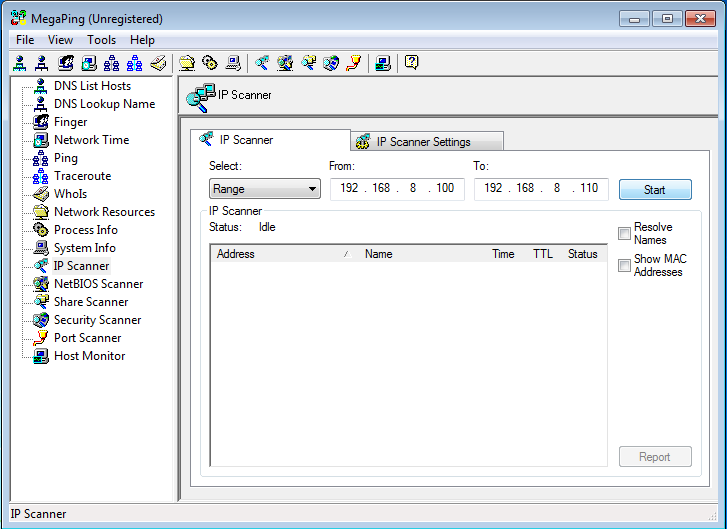 MegaPing (Unregistered)
File View Tools Help
DNS List Hosts
DNS Lookup Name
Finger
Network Time
Ping
Traceroute
WhoIs
Network Resources
Process Info
System Info
IP Scanner
NetBIOS Scanner
Share Scanner
Security Scanner
Port Scanner
Host Monitor
IP Scanner
IP Scanner IP Scanner Settings
Select: From: To:
Range 192 . 168 . 8 . 100 192 . 168 . 8 . 110 Start
IP Scanner
Status: Idle
Resolve
Names
Show MAC
Addresses
Address Name Time TTL Status
Report
IP Scanner